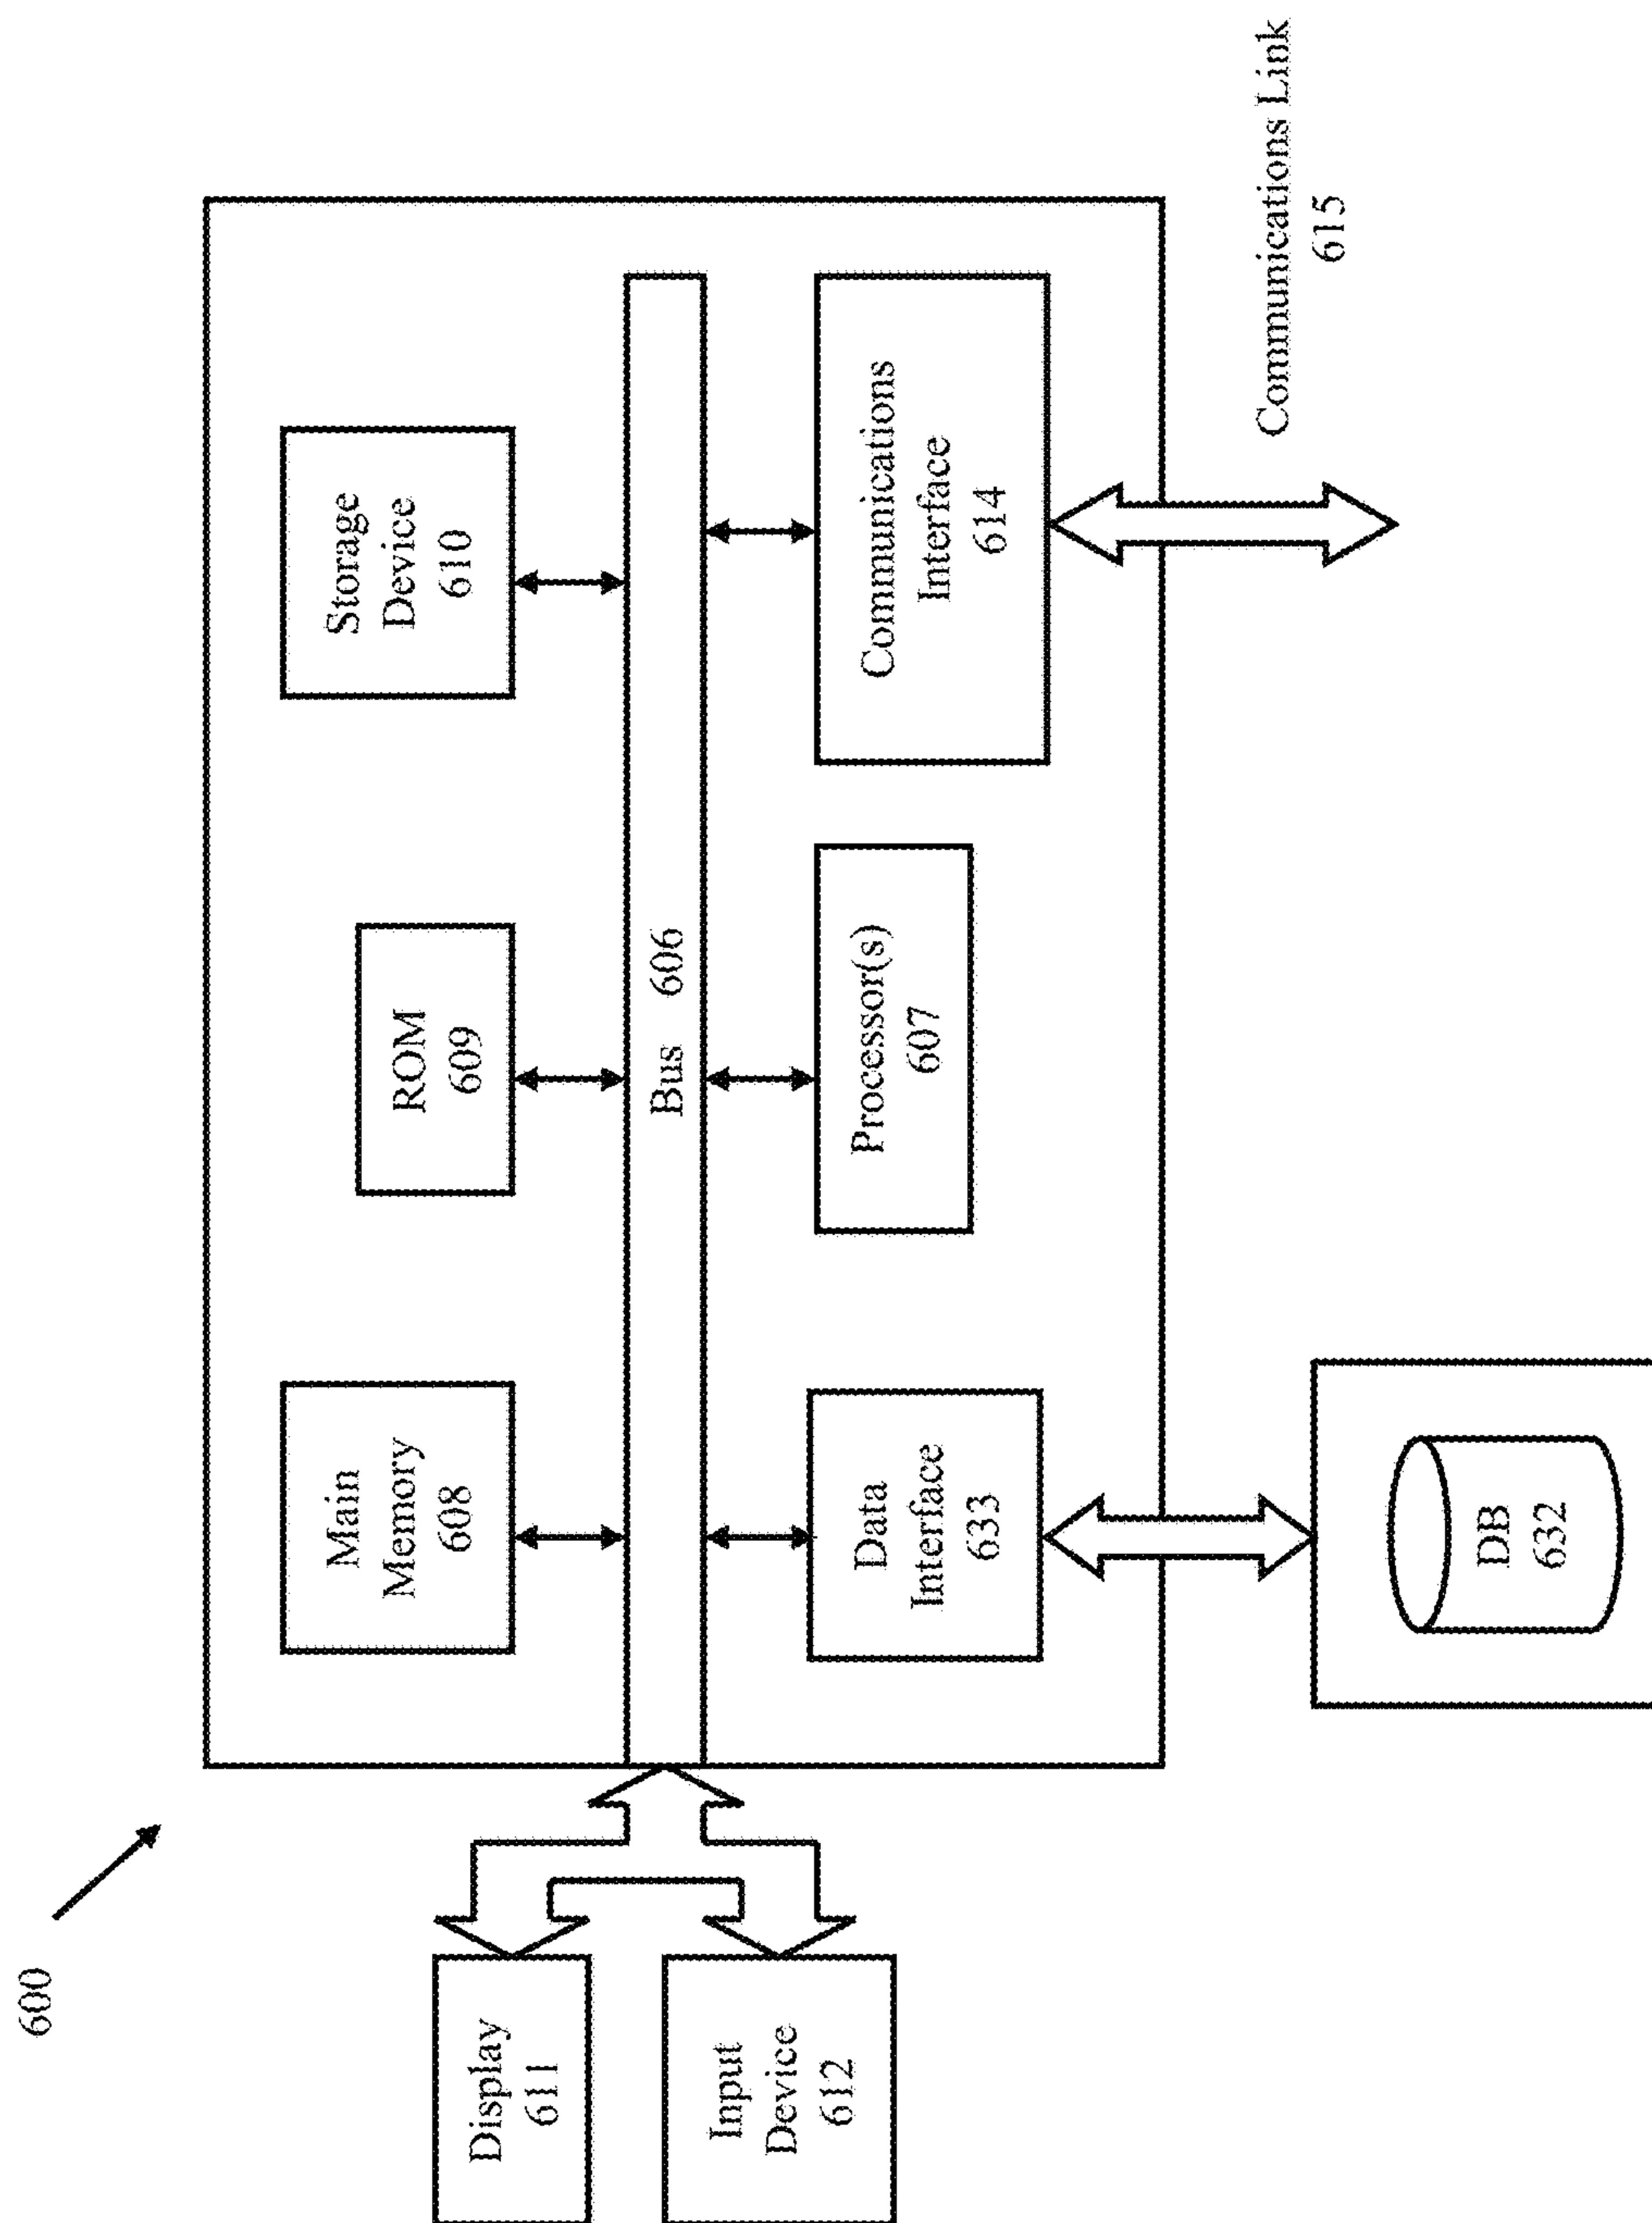 600
Main
Memory
608
ROM
609
Storage
Device
610
Display
611
Bus 606
Input
Device
612
Data
Interface
633
Processor(s)
607
Communications
Interface
614
Communications Link
615
DB
632